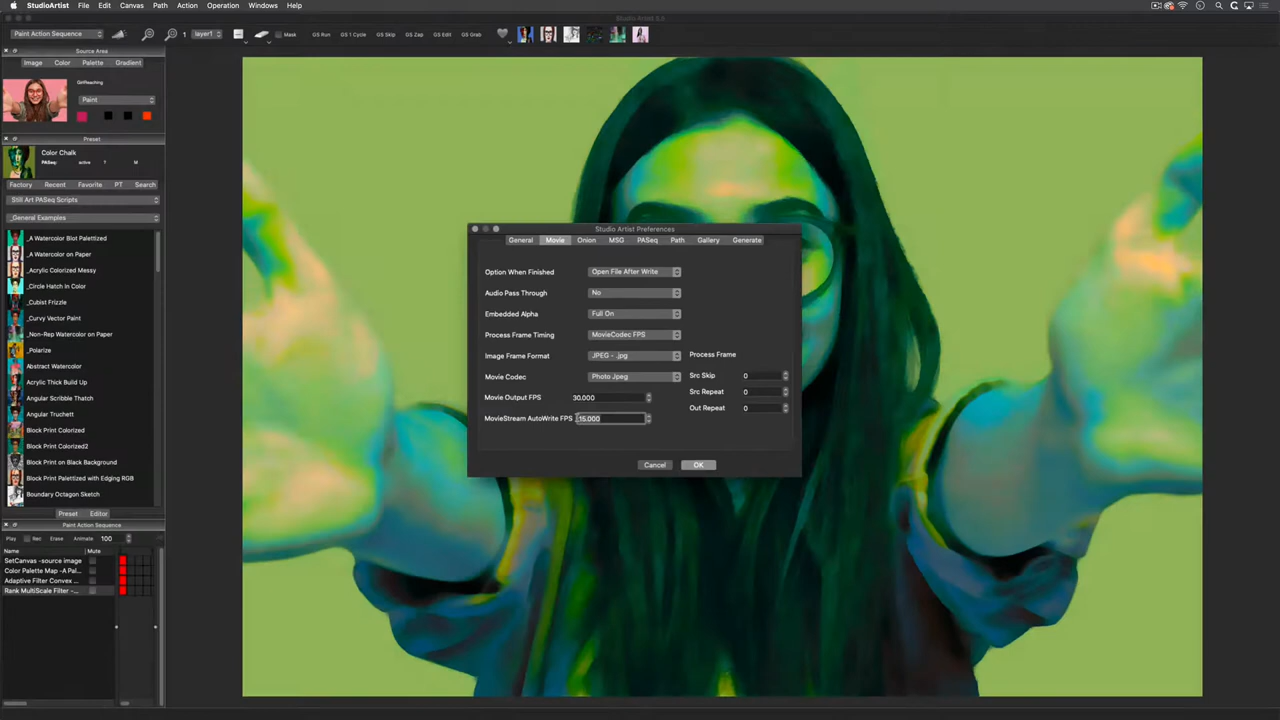 StudioArtist File Edit Canvas Path Action Operation Windows Help
Studio Artist 5.5
Paint Action Sequence 1 layer1 Mask GS Run GS 1 Cycle GS Skip GS Zap GS Edit GS Grab
Source Area
Image Color Palette Gradient
GirlReaching
Paint
Preset
Color Chalk
PASeq: active T M
Factory Recent Favorite PT Search
Still Art PASeq Scripts
_General Examples
_A Watercolor Blot Palettized
_A Watercolor on Paper
_Acrylic Colorized Messy
_Circle Hatch in Color
_Cubist Frizzle
_Curvy Vector Paint
_Non-Rep Watercolor on Paper
_Polarize
Abstract Watercolor
Acrylic Thick Build Up
Angular Scribble Thatch
Angular Truchett
Block Print Colorized
Block Print Colorized2
Block Print on Black Background
Block Print Palettized with Edging RGB
Boundary Octagon Sketch
Preset Editor
Paint Action Sequence
Play Rec Erase Animate 100
Name Mute
SetCanvas -source image
Color Palette Map -A Pal...
Adaptive Filter Convex ...
Rank MultiScale Filter -...
Studio Artist Preferences
General Movie Onion MSG PASeq Path Gallery Generate
Option When Finished Open File After Write
Audio Pass Through No
Embedded Alpha Full On
Process Frame Timing MovieCodec FPS
Image Frame Format JPEG - .jpg
Movie Codec Photo Jpeg
Movie Output FPS 30.000
MovieStream AutoWrite FPS 15.000
Process Frame
Src Skip 0
Src Repeat 0
Out Repeat 0
Cancel OK